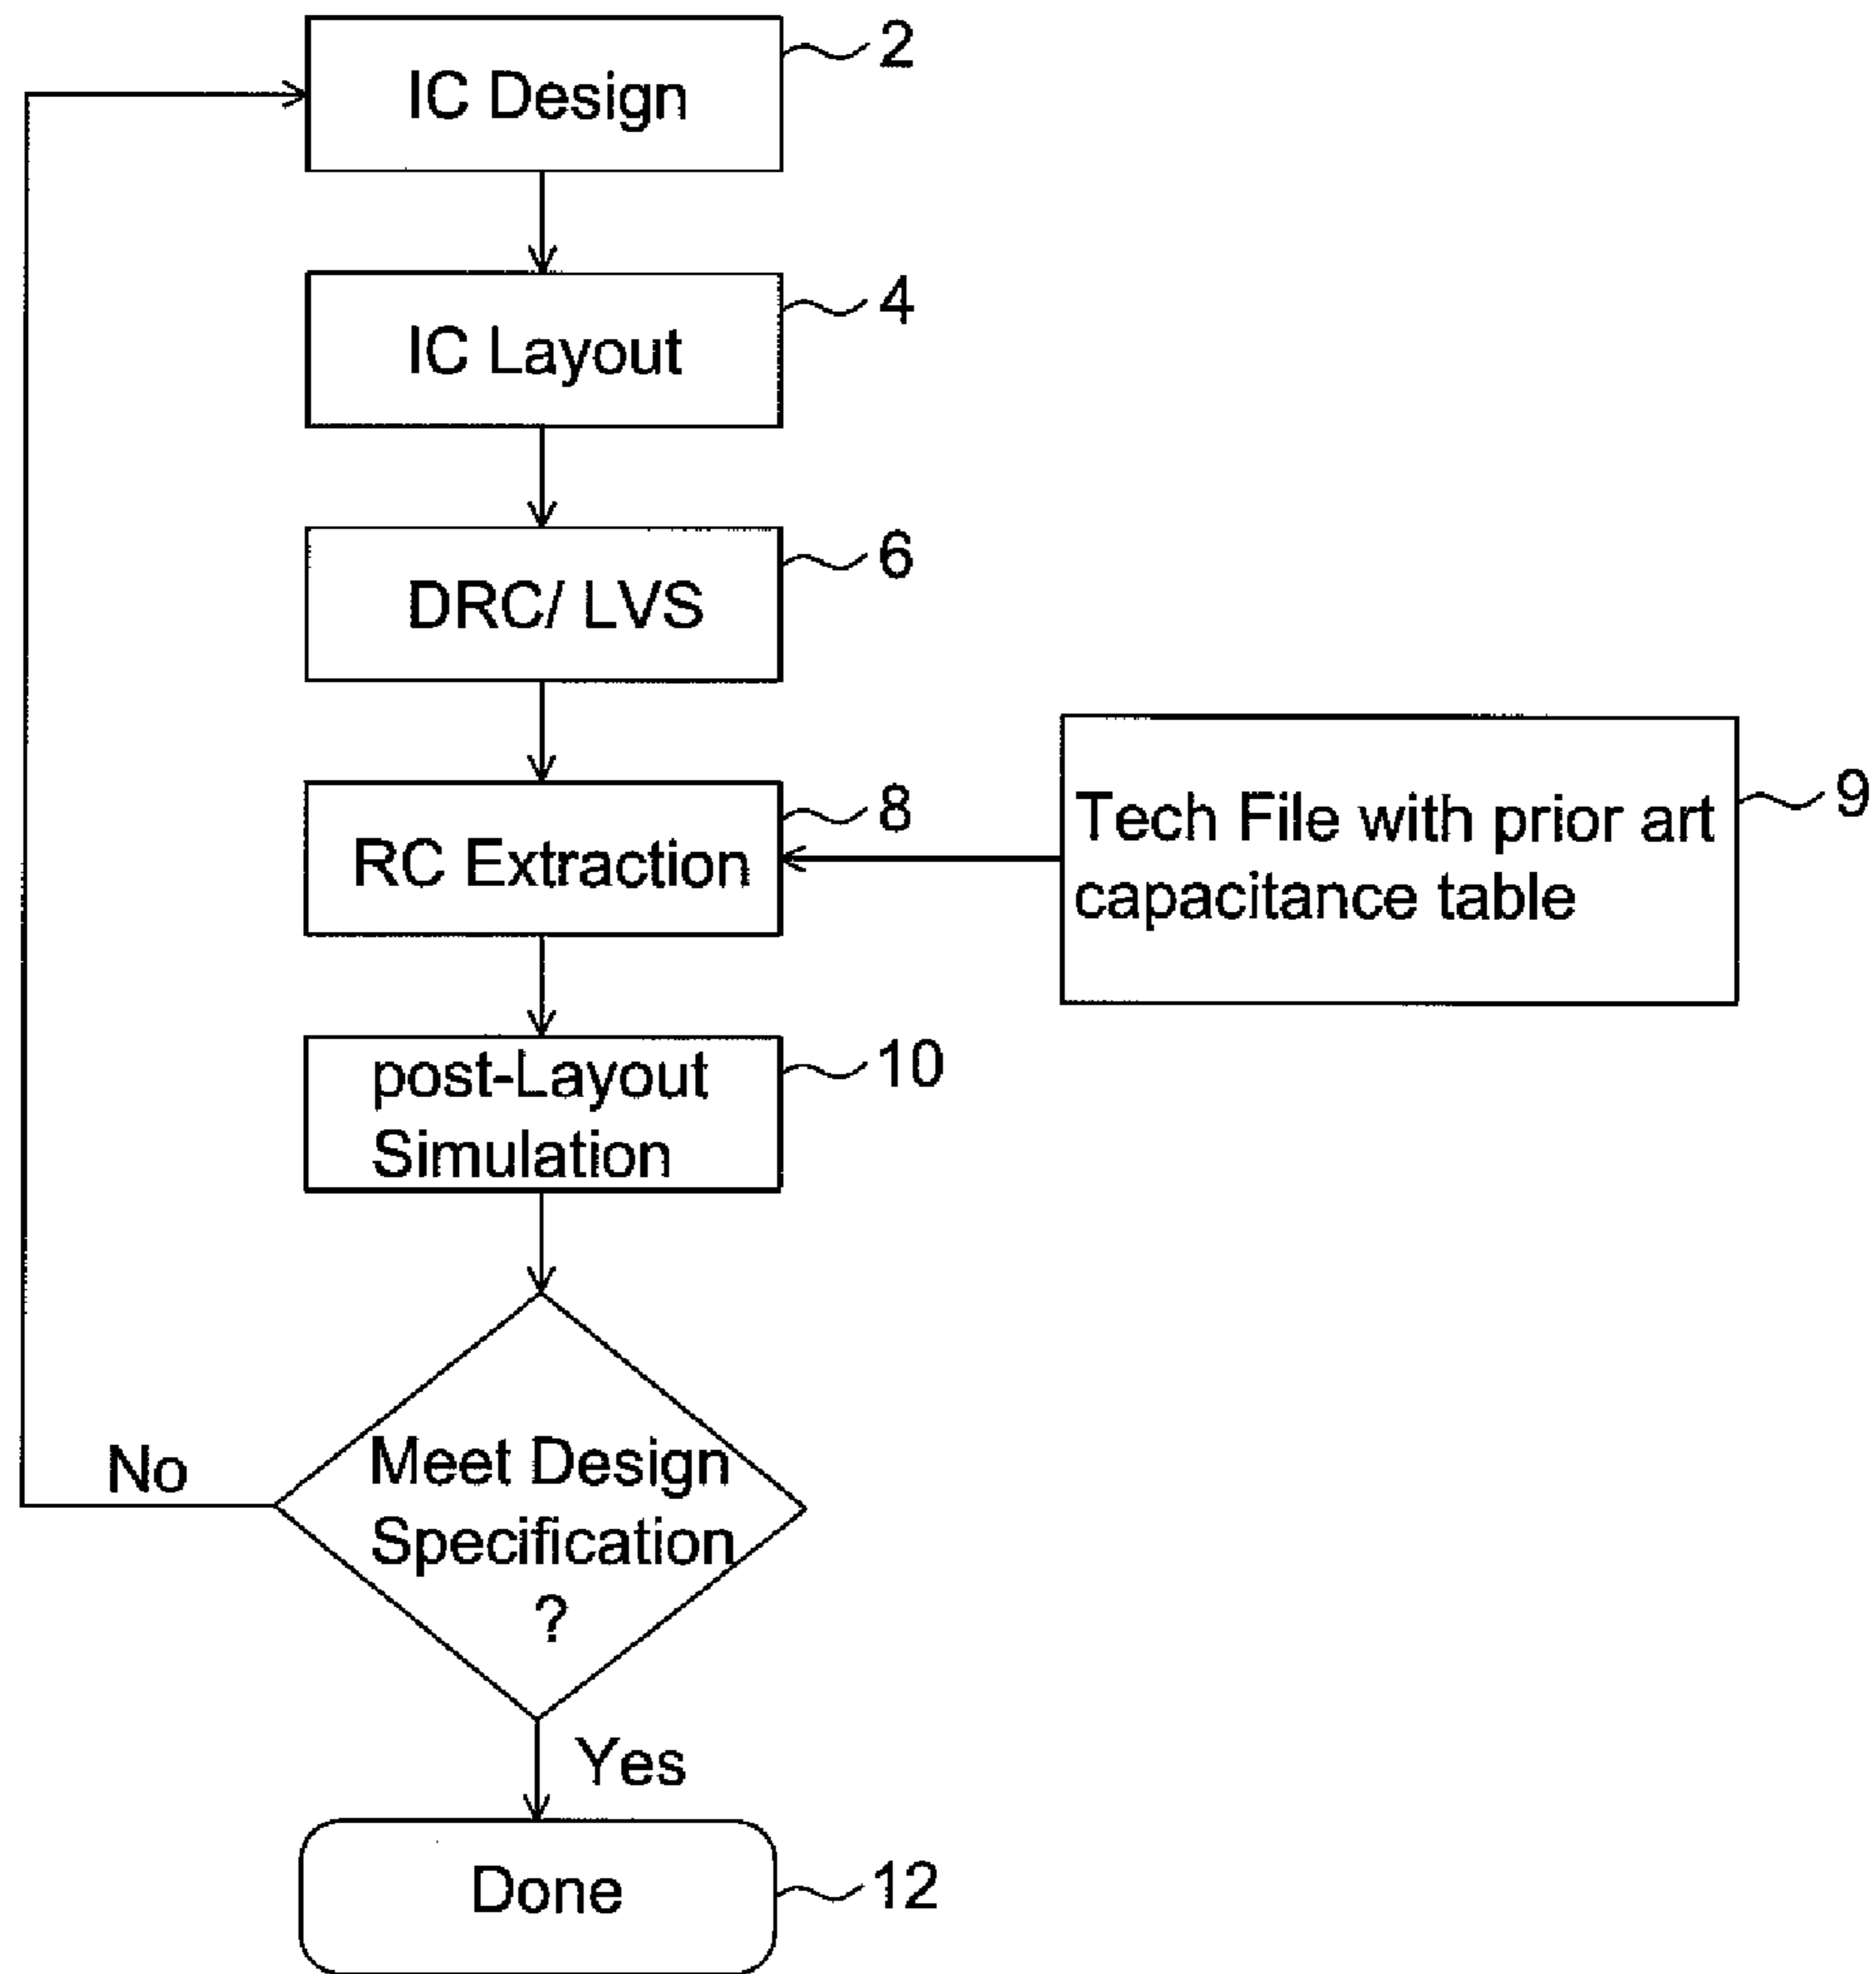 IC Design
2
IC Layout
4
DRC/ LVS
6
RC Extraction
8
Tech File with prior art
capacitance table
9
post-Layout
Simulation
10
Meet Design
Specification
?
No
Yes
Done
12